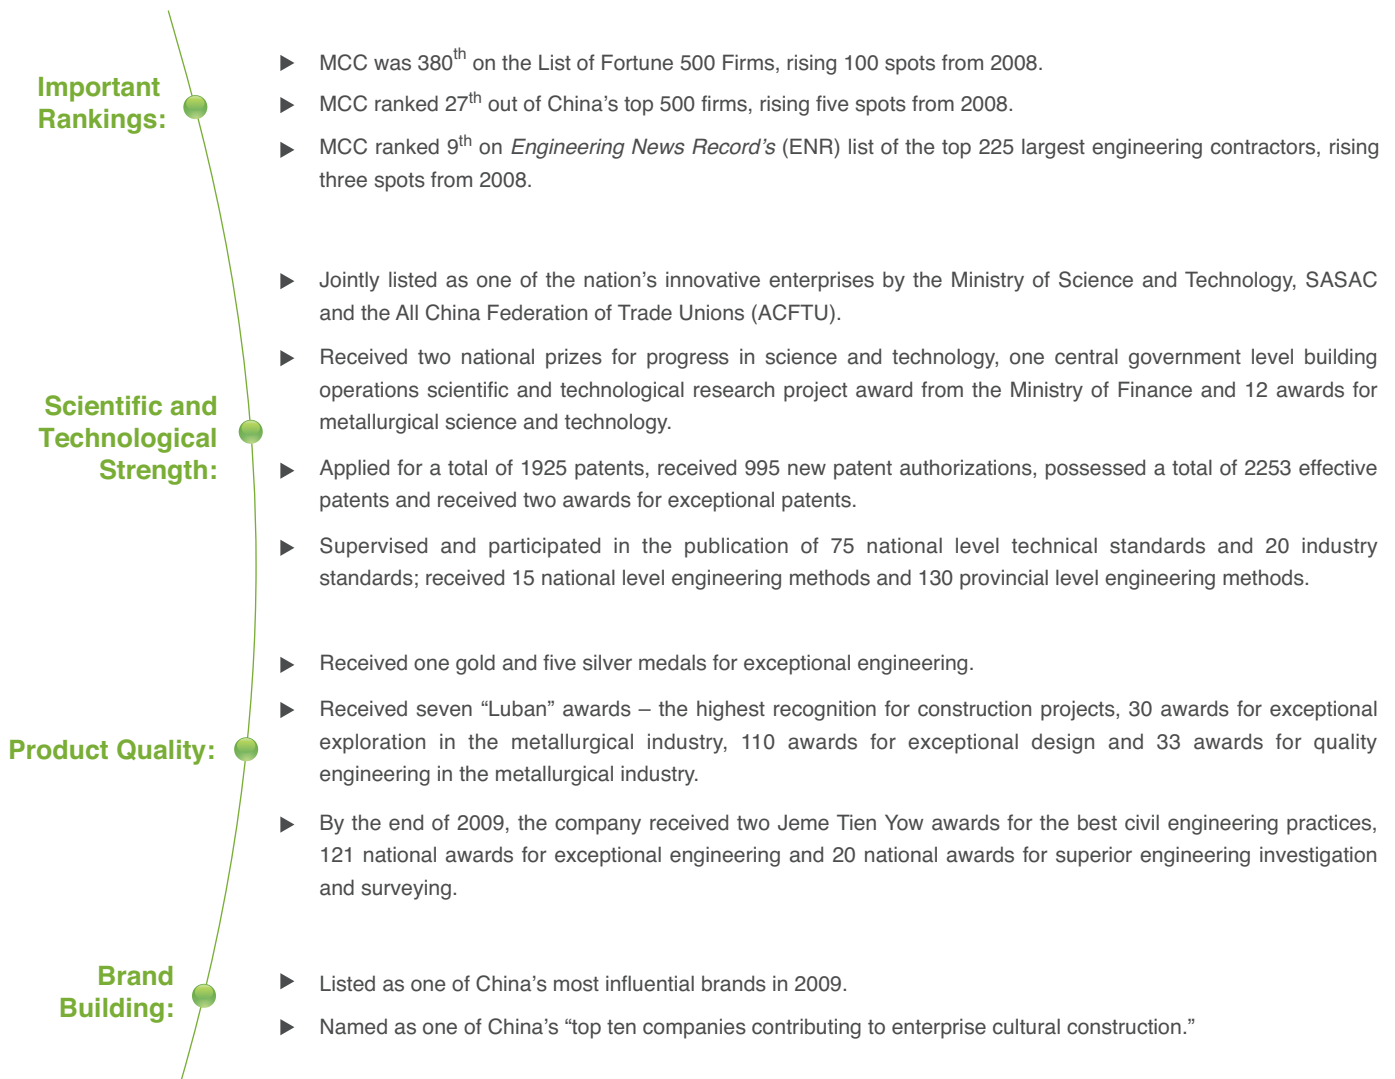 Important
Rankings:
▶ MCC was 380th on the List of Fortune 500 Firms, rising 100 spots from 2008.
▶ MCC ranked 27th out of China’s top 500 firms, rising five spots from 2008.
▶ MCC ranked 9th on Engineering News Record’s (ENR) list of the top 225 largest engineering contractors, rising
three spots from 2008.
Scientific and
Technological
Strength:
▶ Jointly listed as one of the nation’s innovative enterprises by the Ministry of Science and Technology, SASAC
and the All China Federation of Trade Unions (ACFTU).
▶ Received two national prizes for progress in science and technology, one central government level building
operations scientific and technological research project award from the Ministry of Finance and 12 awards for
metallurgical science and technology.
▶ Applied for a total of 1925 patents, received 995 new patent authorizations, possessed a total of 2253 effective
patents and received two awards for exceptional patents.
▶ Supervised and participated in the publication of 75 national level technical standards and 20 industry
standards; received 15 national level engineering methods and 130 provincial level engineering methods.
Product Quality:
▶ Received one gold and five silver medals for exceptional engineering.
▶ Received seven “Luban” awards – the highest recognition for construction projects, 30 awards for exceptional
exploration in the metallurgical industry, 110 awards for exceptional design and 33 awards for quality
engineering in the metallurgical industry.
▶ By the end of 2009, the company received two Jeme Tien Yow awards for the best civil engineering practices,
121 national awards for exceptional engineering and 20 national awards for superior engineering investigation
and surveying.
Brand
Building:
▶ Listed as one of China’s most influential brands in 2009.
▶ Named as one of China’s “top ten companies contributing to enterprise cultural construction.”